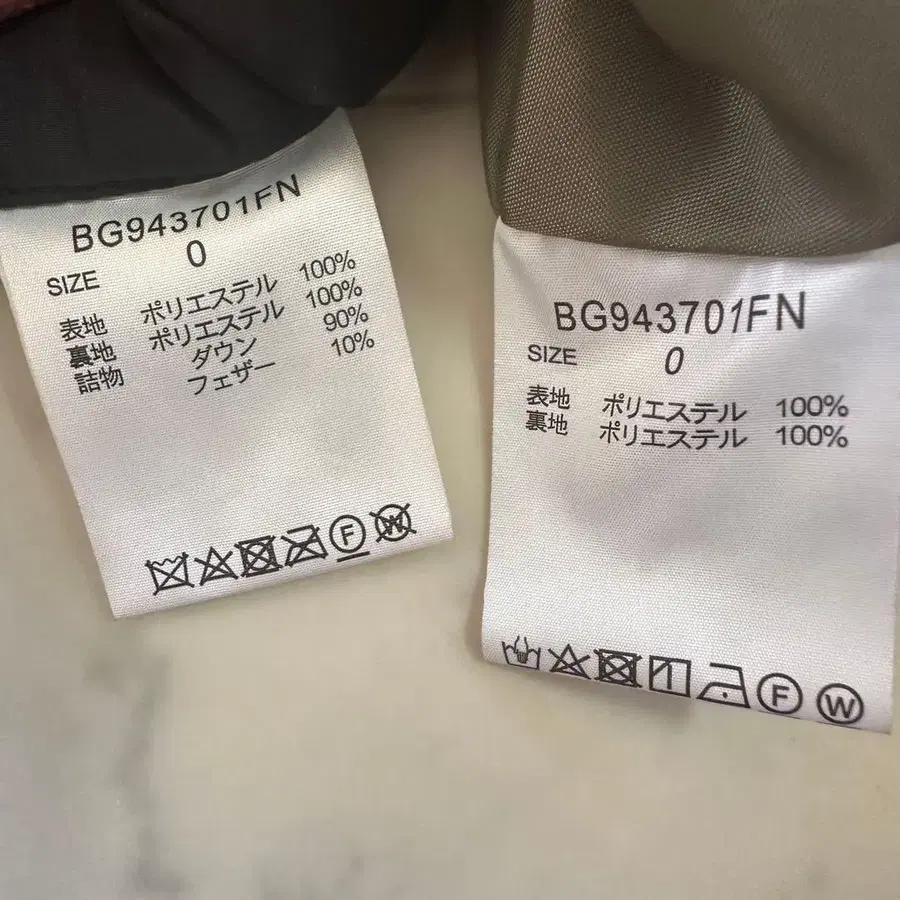 BG943701FN
SIZE 0
表地 ポリエステル 100%
裏地 ポリエステル 100%
詰物 ダウン 90%
フェザー 10%
F W
BG943701FN
SIZE 0
表地 ポリエステル 100%
裏地 ポリエステル 100%
F W